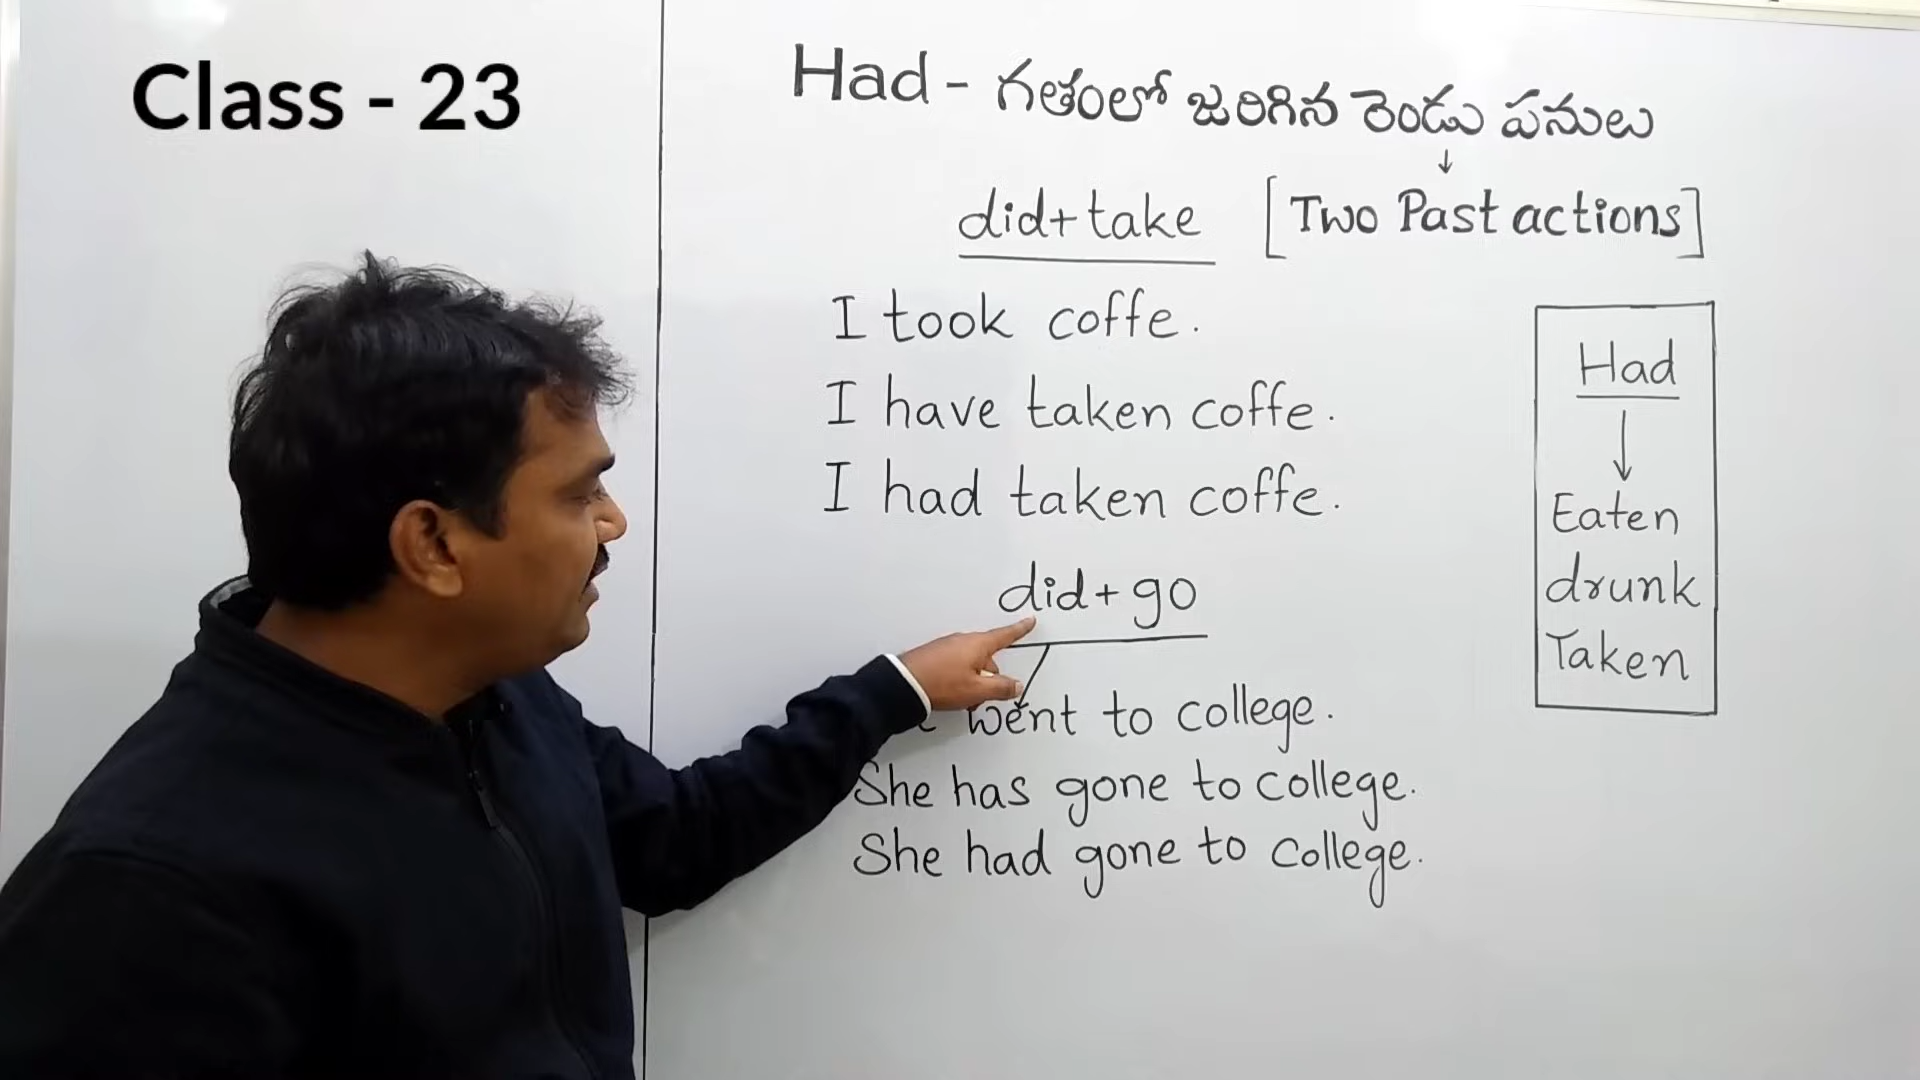 Class - 23
Had - గతంలో జరిగిన రెండు పనులు
↓
did+take [Two Past actions]
I took coffe.
I have taken coffe.
I had taken coffe.
did+ go
went to college.
She has gone to college.
She had gone to college.
Had
↓
Eaten
drunk
Taken